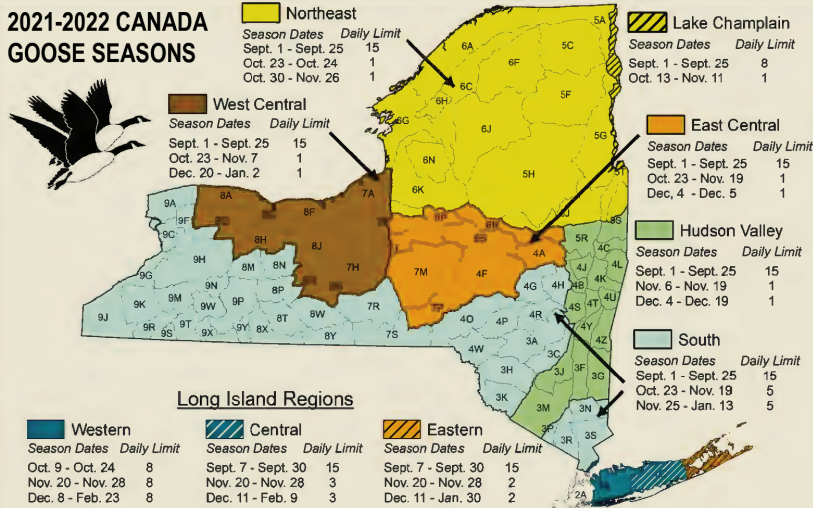 2021-2022 CANADA
GOOSE SEASONS
Northeast
Season Dates Daily Limit
Sept. 1 - Sept. 25 15
Oct. 23 - Oct. 24 1
Oct. 30 - Nov. 26 1
Lake Champlain
Season Dates Daily Limit
Sept. 1 - Sept. 25 8
Oct. 13 - Nov. 11 1
West Central
Season Dates Daily Limit
Sept. 1 - Sept. 25 15
Oct. 23 - Nov. 7 1
Dec. 20 - Jan. 2 1
East Central
Season Dates Daily Limit
Sept. 1 - Sept. 25 15
Oct. 23 - Nov. 19 1
Dec, 4 - Dec. 5 1
Hudson Valley
Season Dates Daily Limit
Sept. 1 - Sept. 25 15
Nov. 6 - Nov. 19 1
Dec. 4 - Dec. 19 1
South
Season Dates Daily Limit
Sept. 1 - Sept. 25 15
Oct. 23 - Nov. 19 5
Nov. 25 - Jan. 13 5
5A
6A
5C
6F
6C
6H
5F
6G
6J
5G
6N
5H
6K
5T
7A
8A
8F
9A
9F
9C
8H
8J
7H
4A
7M
4F
5S
5R
4C
4L
9H
8M
8N
9G
9N
8P
9K
9M
9W
9P
7R
9J
9R
9S
9T
9X
9Y
8X
8T
8W
8Y
7S
4G
4H
4J
4B
4K
4S
4T
4U
4O
4P
4R
4Y
4W
3A
4Z
3C
3H
3J
3F
3G
3K
3M
3N
3P
3R
3S
2A
Long Island Regions
Western
Season Dates Daily Limit
Oct. 9 - Oct. 24 8
Nov. 20 - Nov. 28 8
Dec. 8 - Feb. 23 8
Central
Season Dates Daily Limit
Sept. 7 - Sept. 30 15
Nov. 20 - Nov. 28 3
Dec. 11 - Feb. 9 3
Eastern
Season Dates Daily Limit
Sept. 7 - Sept. 30 15
Nov. 20 - Nov. 28 2
Dec. 11 - Jan. 30 2